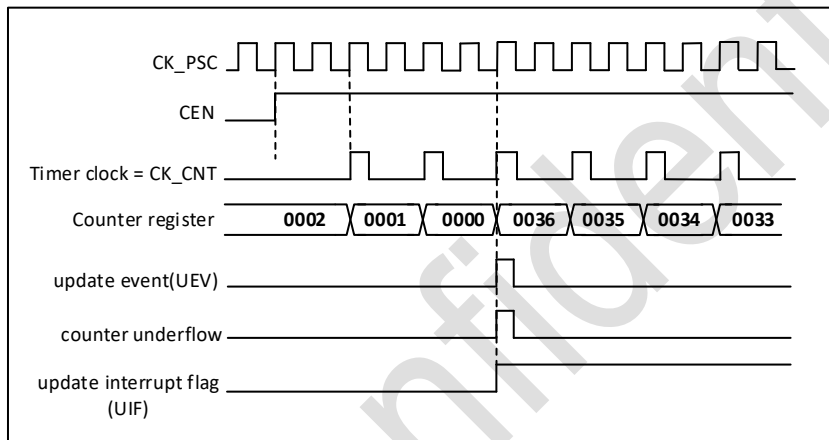 CK_PSC
CEN
Timer clock = CK_CNT
Counter register 0002 0001 0000 0036 0035 0034 0033
update event(UEV)
counter underflow
update interrupt flag
(UIF)